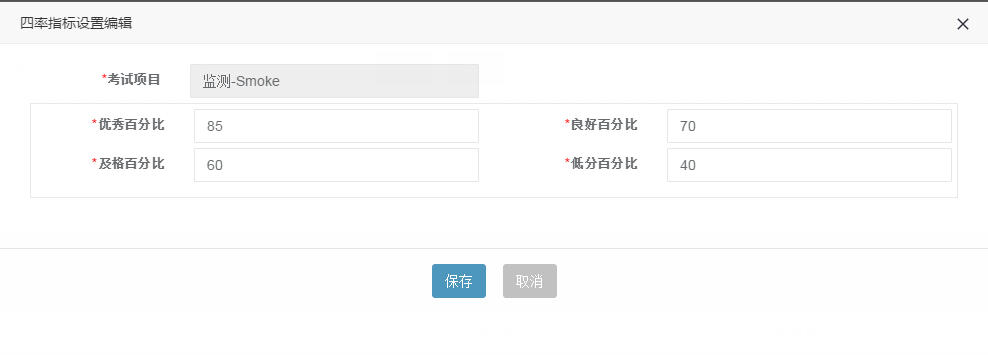 四率指标设置编辑
*考试项目 监测-Smoke
*优秀百分比 85 *良好百分比 70
*及格百分比 60 *低分百分比 40
保存 取消